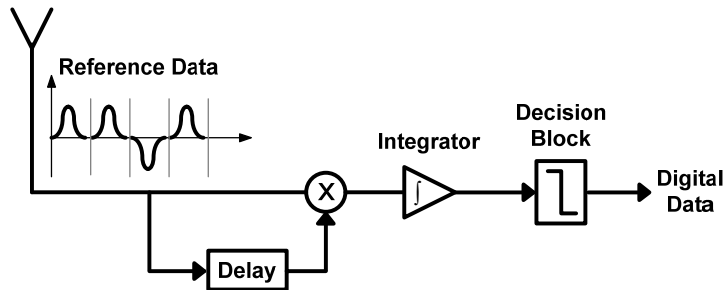 Reference Data
Integrator
Decision
Block
X
∫
Digital
Data
Delay